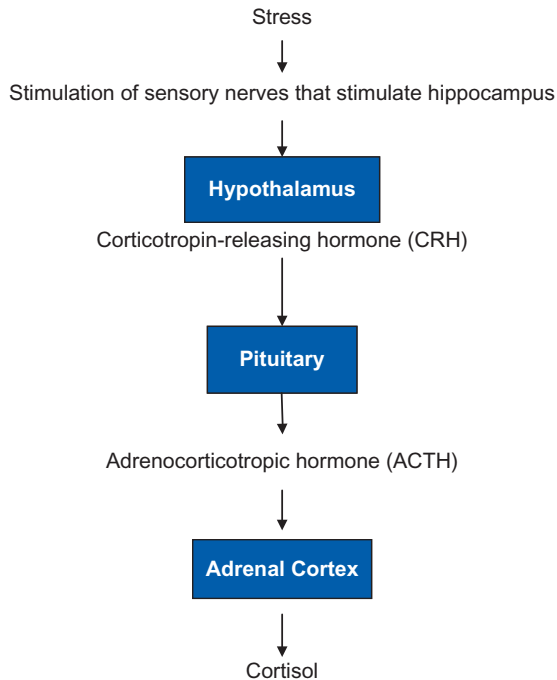 Stress
Stimulation of sensory nerves that stimulate hippocampus
Hypothalamus
Corticotropin-releasing hormone (CRH)
Pituitary
Adrenocorticotropic hormone (ACTH)
Adrenal Cortex
Cortisol